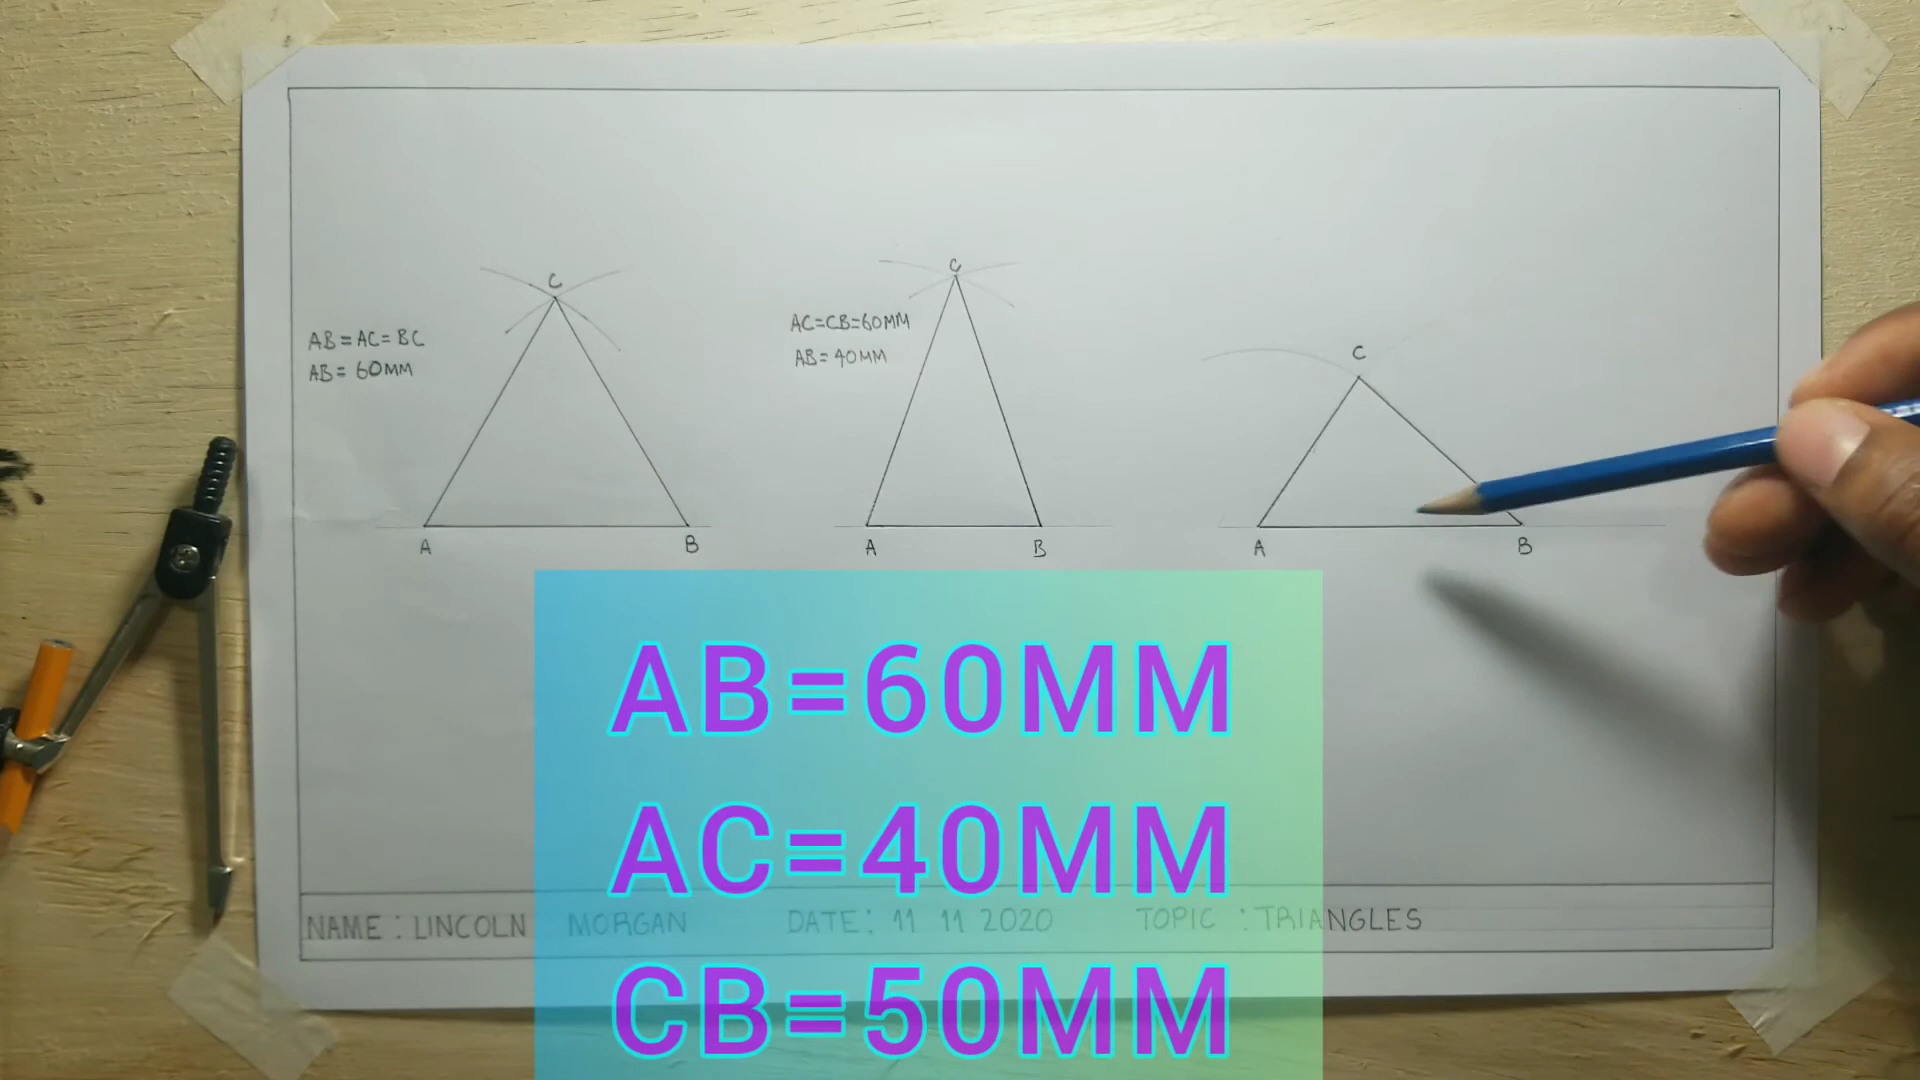 C
AB = AC = BC
AB = 60MM
A
B
C
AC=CB=60MM
AB = 40MM
A
B
C
A
B
AB=60MM
AC=40MM
CB=50MM
NAME : LINCOLN MORGAN DATE: 11 11 2020 TOPIC : TRIANGLES